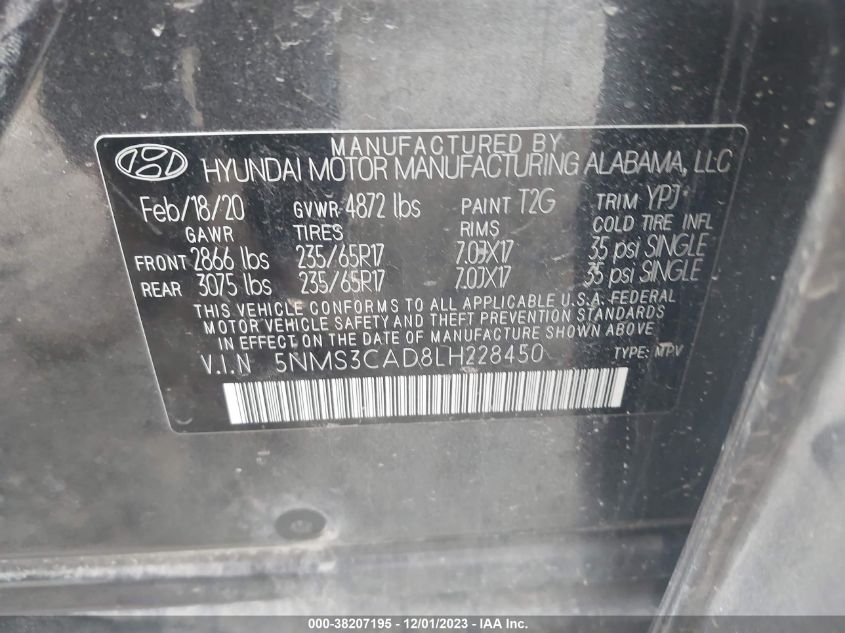 MANUFACTURED BY
HYUNDAI MOTOR MANUFACTURING ALABAMA, LLC
Feb/18/20 GVWR 4872 lbs PAINT T2G TRIM YPJ
GAWR TIRES RIMS COLD TIRE INFL
FRONT 2866 lbs 235/65R17 7.0JX17 35 psi SINGLE
REAR 3075 lbs 235/65R17 7.0JX17 35 psi SINGLE
THIS VEHICLE CONFORMS TO ALL APPLICABLE U.S.A. FEDERAL
MOTOR VEHICLE SAFETY AND THEFT PREVENTION STANDARDS
IN EFFECT ON THE DATE OF MANUFACTURE SHOWN ABOVE
V.I.N 5NMS3CAD8LH228450 TYPE: MPV
000-38207195 - 12/01/2023 - IAA Inc.